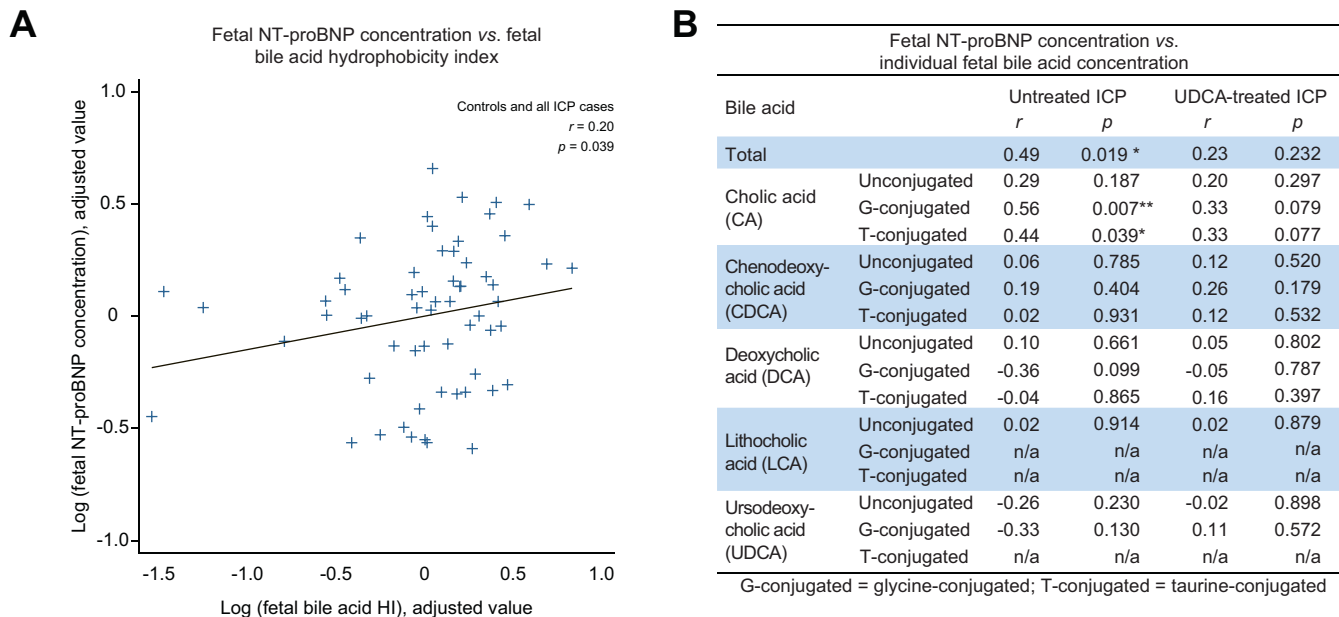 A
Fetal NT-proBNP concentration vs. fetal
bile acid hydrophobicity index
Controls and all ICP cases
r = 0.20
p = 0.039
Log (fetal NT-proBNP concentration), adjusted value
1.0
0.5
0
-0.5
-1.0
-1.5 -1.0 -0.5 0 0.5 1.0
Log (fetal bile acid HI), adjusted value
B
Fetal NT-proBNP concentration vs.
individual fetal bile acid concentration
Bile acid Untreated ICP UDCA-treated ICP
r p r p
Total 0.49 0.019 * 0.23 0.232
Cholic acid (CA)
Unconjugated 0.29 0.187 0.20 0.297
G-conjugated 0.56 0.007** 0.33 0.079
T-conjugated 0.44 0.039* 0.33 0.077
Chenodeoxy-
cholic acid
(CDCA)
Unconjugated 0.06 0.785 0.12 0.520
G-conjugated 0.19 0.404 0.26 0.179
T-conjugated 0.02 0.931 0.12 0.532
Deoxycholic
acid (DCA)
Unconjugated 0.10 0.661 0.05 0.802
G-conjugated -0.36 0.099 -0.05 0.787
T-conjugated -0.04 0.865 0.16 0.397
Lithocholic
acid (LCA)
Unconjugated 0.02 0.914 0.02 0.879
G-conjugated n/a n/a n/a n/a
T-conjugated n/a n/a n/a n/a
Ursodeoxy-
cholic acid
(UDCA)
Unconjugated -0.26 0.230 -0.02 0.898
G-conjugated -0.33 0.130 0.11 0.572
T-conjugated n/a n/a n/a n/a
G-conjugated = glycine-conjugated; T-conjugated = taurine-conjugated